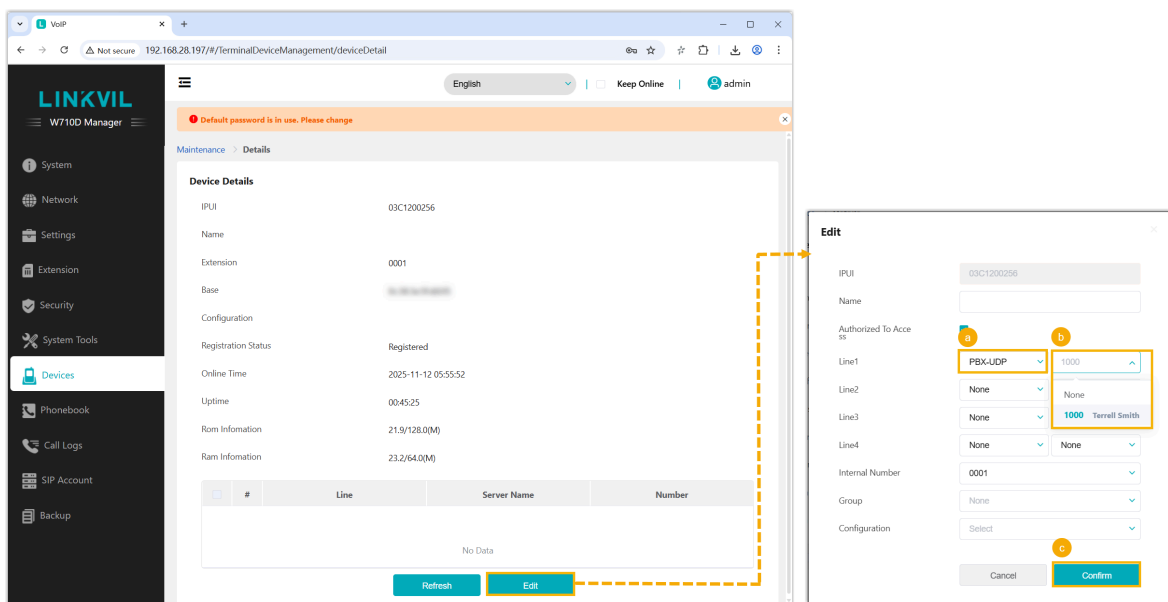 VoIP
Not secure 192.168.28.197/#/TerminalDeviceManagement/deviceDetail
LINKVIL
W710D Manager
English
Keep Online
admin
Default password is in use. Please change
Maintenance > Details
System
Network
Settings
Extension
Security
System Tools
Devices
Phonebook
Call Logs
SIP Account
Backup
Device Details
IPUI 03C1200256
Name
Extension 0001
Base
Configuration
Registration Status Registered
Online Time 2025-11-12 05:55:52
Uptime 00:45:25
Rom Infomation 21.9/128.0(M)
Ram Infomation 23.2/64.0(M)
# Line Server Name Number
No Data
Refresh Edit
Edit
IPUI 03C1200256
Name
Authorized To Acce
ss
a b
Line1 PBX-UDP 1000
None
1000 Terrell Smith
Line2 None
Line3 None
Line4 None None
Internal Number 0001
Group None
Configuration Select
c
Cancel Confirm